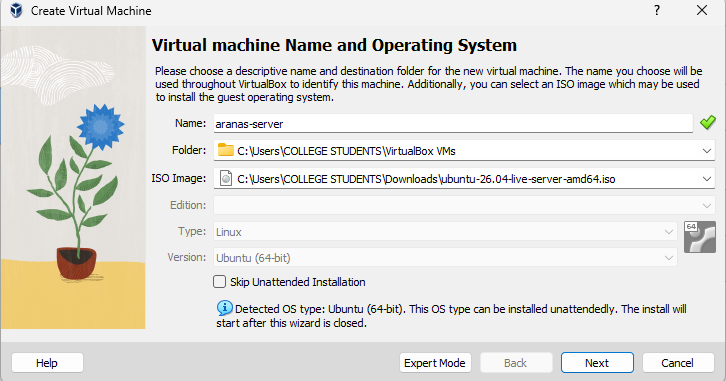 Create Virtual Machine
?
Virtual machine Name and Operating System
Please choose a descriptive name and destination folder for the new virtual machine. The name you choose will be
used throughout VirtualBox to identify this machine. Additionally, you can select an ISO image which may be used
to install the guest operating system.
Name: aranas-server
Folder: C:\Users\COLLEGE STUDENTS\VirtualBox VMs
ISO Image: C:\Users\COLLEGE STUDENTS\Downloads\ubuntu-26.04-live-server-amd64.iso
Edition:
Type: Linux
64
Version: Ubuntu (64-bit)
Skip Unattended Installation
Detected OS type: Ubuntu (64-bit). This OS type can be installed unattendedly. The install will
start after this wizard is closed.
Help Expert Mode Back Next Cancel